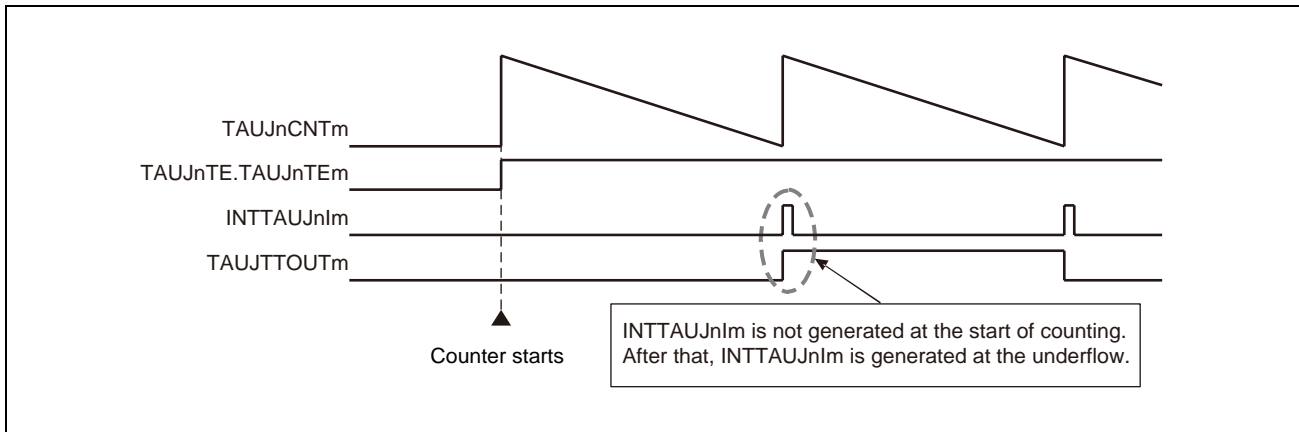 TAUJnCNTm
TAUJnTE.TAUJnTEm
INTTAUJnIm
TAUJTTOUTm
Counter starts
INTTAUJnIm is not generated at the start of counting.
After that, INTTAUJnIm is generated at the underflow.